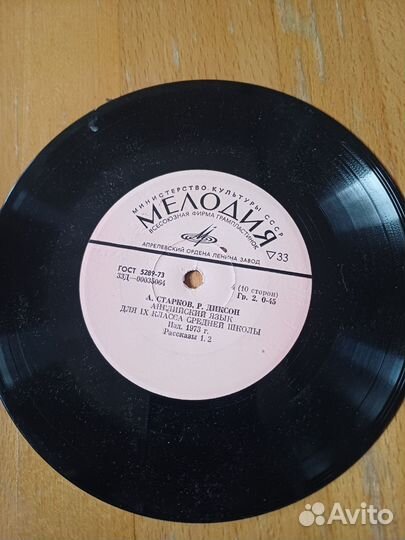 МИНИСТЕРСТВО КУЛЬТУРЫ СССР
МЕЛОДИЯ
ВСЕСОЮЗНАЯ ФИРМА ГРАМПЛАСТИНОК
АПРЕЛЕВСКИЙ ОРДЕНА ЛЕНИНА ЗАВОД
33
ГОСТ 5289-73
33Д—00035064
4 (10 сторон)
Гр. 2. 0-45
А. СТАРКОВ, Р. ДИКСОН
АНГЛИЙСКИЙ ЯЗЫК
ДЛЯ IX КЛАССА СРЕДНЕЙ ШКОЛЫ
Изд. 1973 г.
Рассказы 1, 2
Avito